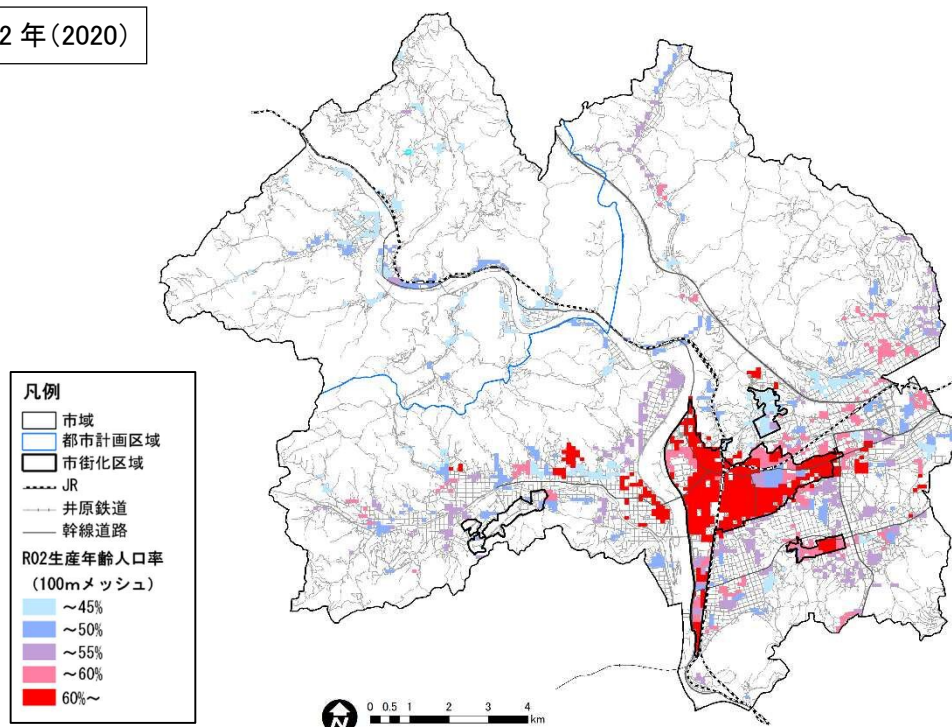 2 年(2020)
凡例
市域
都市計画区域
市街化区域
JR
井原鉄道
幹線道路
R02生産年齢人口率
(100mメッシュ)
～45%
～50%
～55%
～60%
60%～
N
0 0.5 1 2 3 4
km